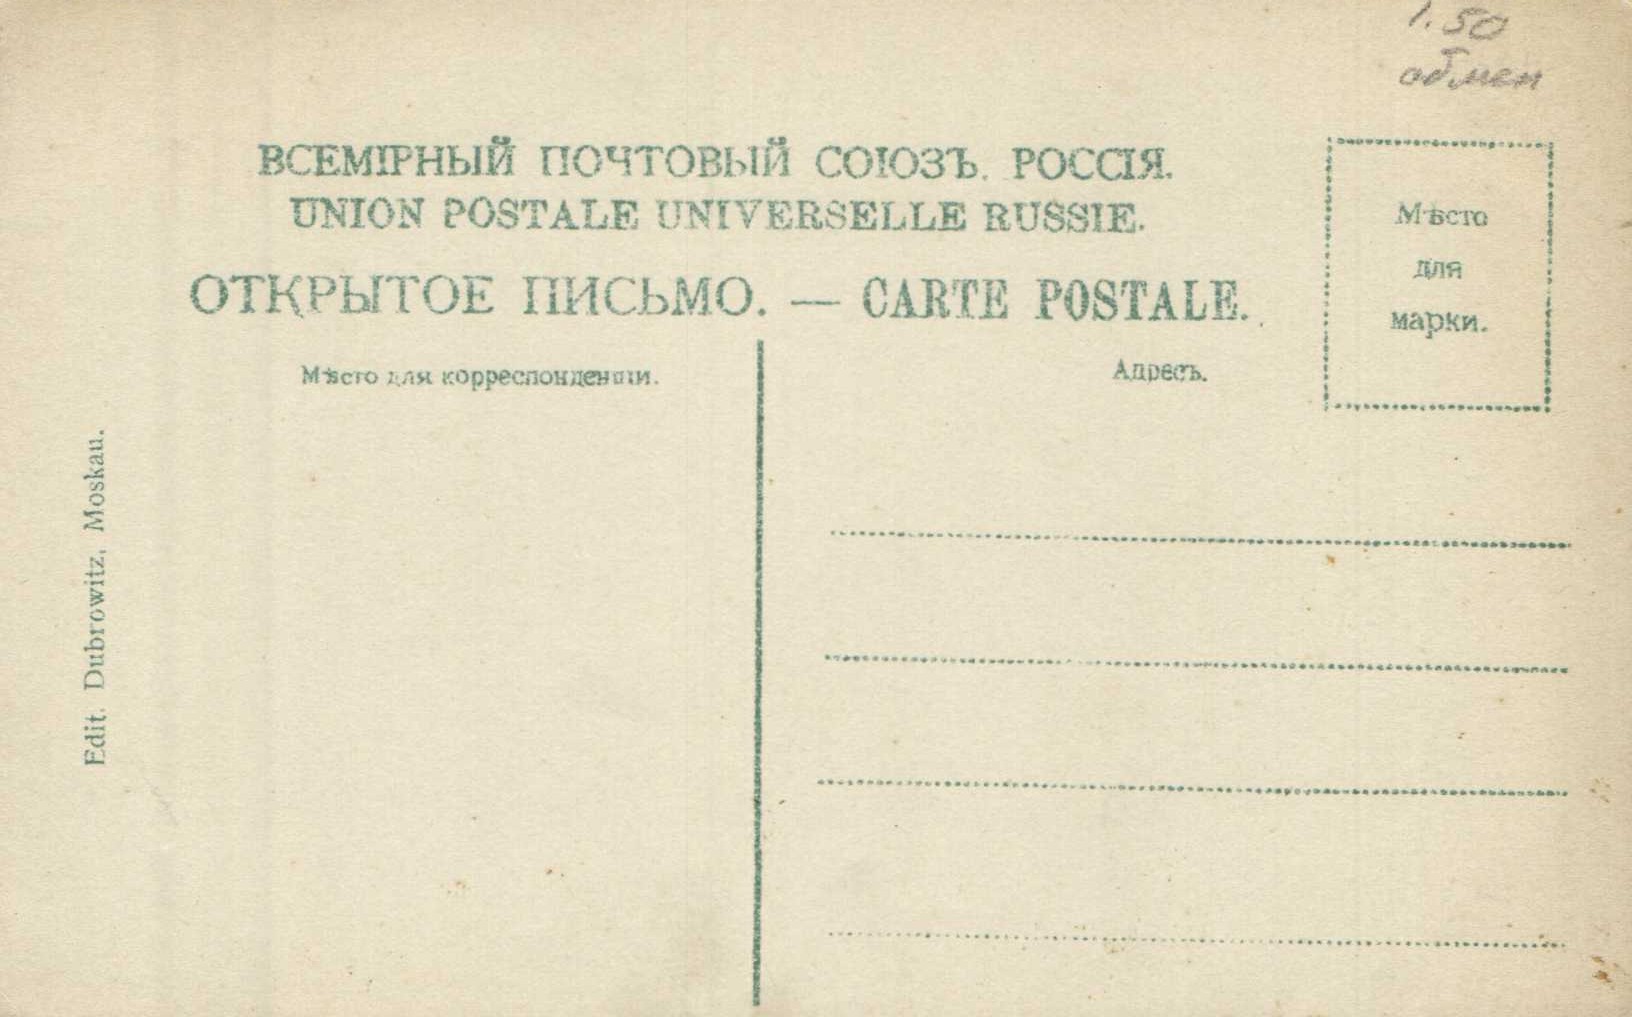 1.50
обмен
ВСЕМІРНЫЙ ПОЧТОВЫЙ СОЮЗЪ. РОССІЯ.
UNION POSTALE UNIVERSELLE RUSSIE.
ОТКРЫТОЕ ПИСЬМО. — CARTE POSTALE.
Мѣсто
для
марки.
Мѣсто для корреспонденціи.
Адресъ.
Edit. Dubrowitz, Moskau.